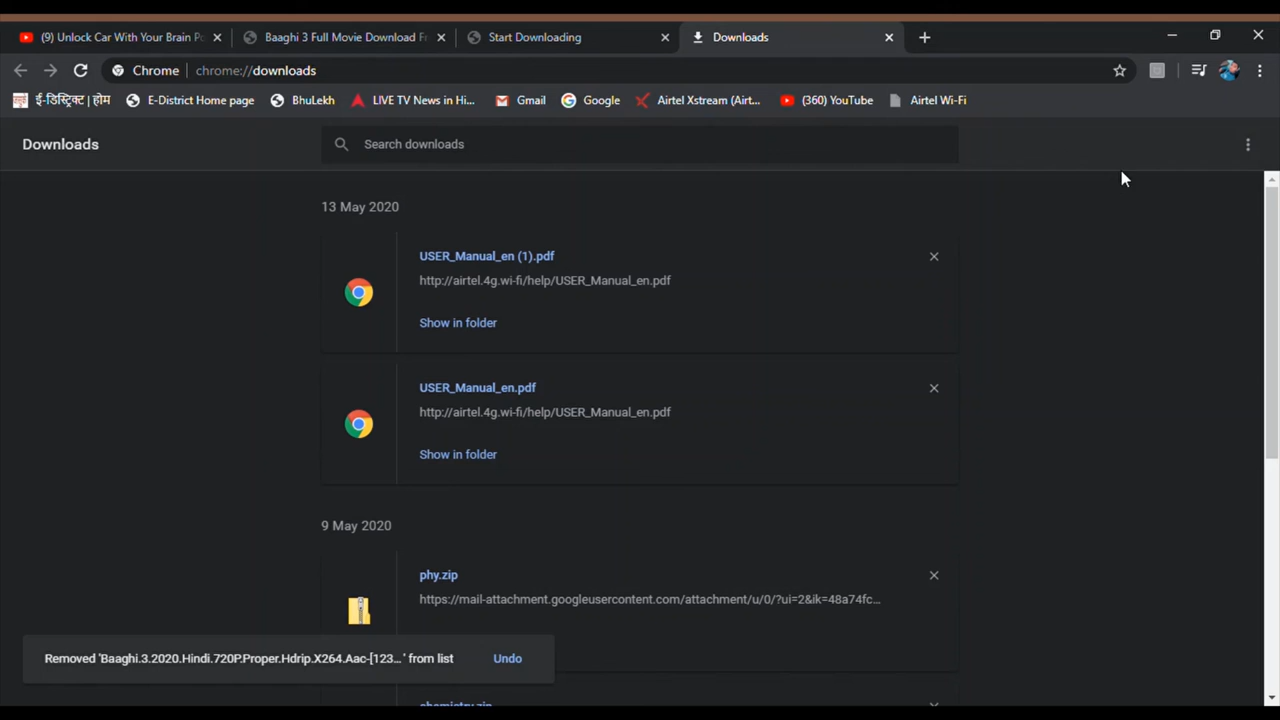 (9) Unlock Car With Your Brain Po
Baaghi 3 Full Movie Download Fr
Start Downloading
Downloads
Chrome
chrome://downloads
ई-डिस्ट्रिक्ट | होम
E-District Home page
BhuLekh
LIVE TV News in Hi...
Gmail
Google
Airtel Xstream (Airt...
(360) YouTube
Airtel Wi-Fi
Downloads
Search downloads
13 May 2020
USER_Manual_en (1).pdf
http://airtel.4g.wi-fi/help/USER_Manual_en.pdf
Show in folder
USER_Manual_en.pdf
http://airtel.4g.wi-fi/help/USER_Manual_en.pdf
Show in folder
9 May 2020
phy.zip
https://mail-attachment.googleusercontent.com/attachment/u/0/?ui=2&ik=48a74fc...
Removed 'Baaghi.3.2020.Hindi.720P.Proper.Hdrip.X264.Aac-[123... ' from list
Undo
chemistry.zip